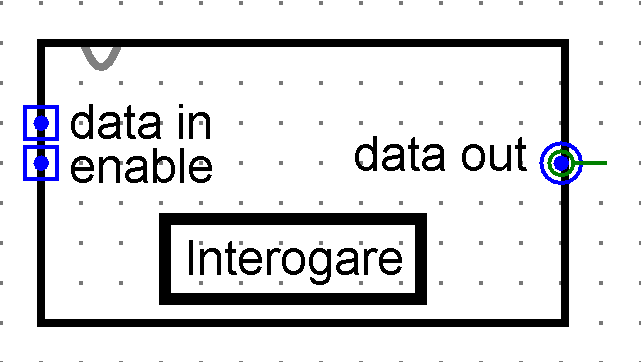 data in
enable
data out
Interogare